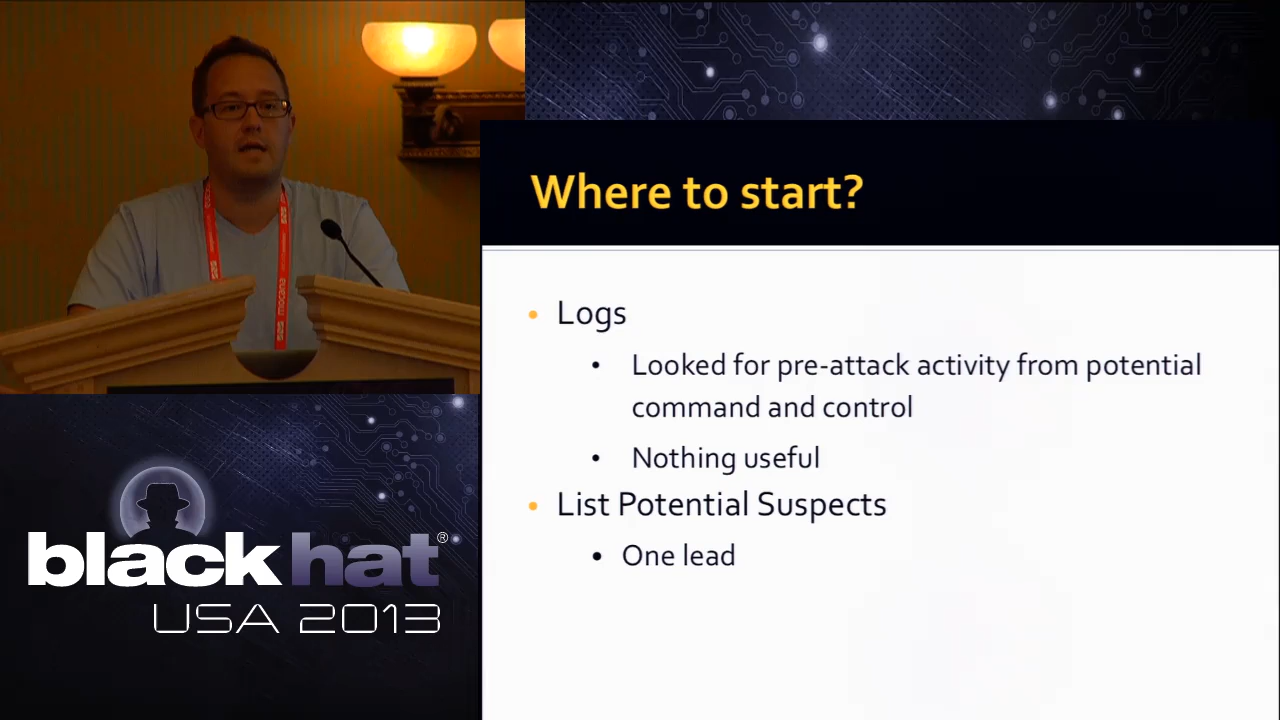 Where to start?
• Logs
• Looked for pre-attack activity from potential
command and control
• Nothing useful
• List Potential Suspects
• One lead
mocana
black hat®
USA 2013